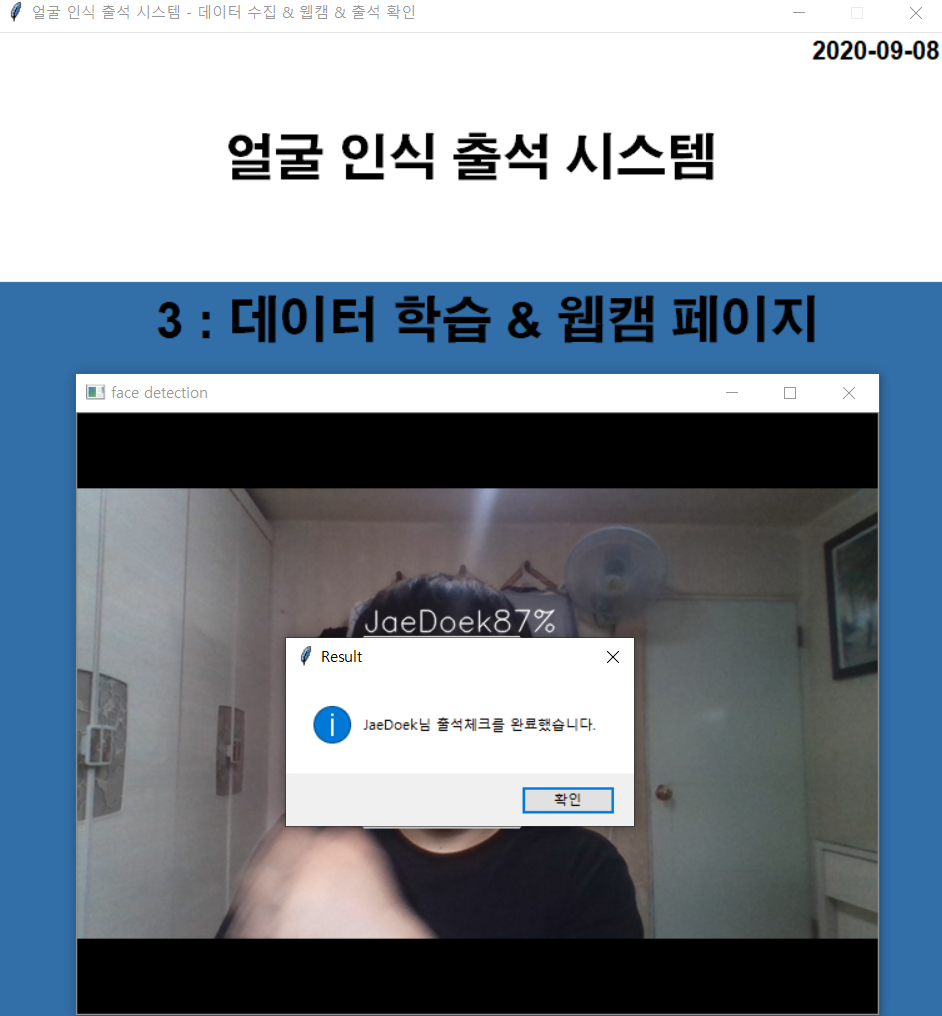 얼굴 인식 출석 시스템 - 데이터 수집 & 웹캠 & 출석 확인
2020-09-08
얼굴 인식 출석 시스템
3 : 데이터 학습 & 웹캠 페이지
face detection
JaeDoek87%
Result
JaeDoek님 출석체크를 완료했습니다.
확인